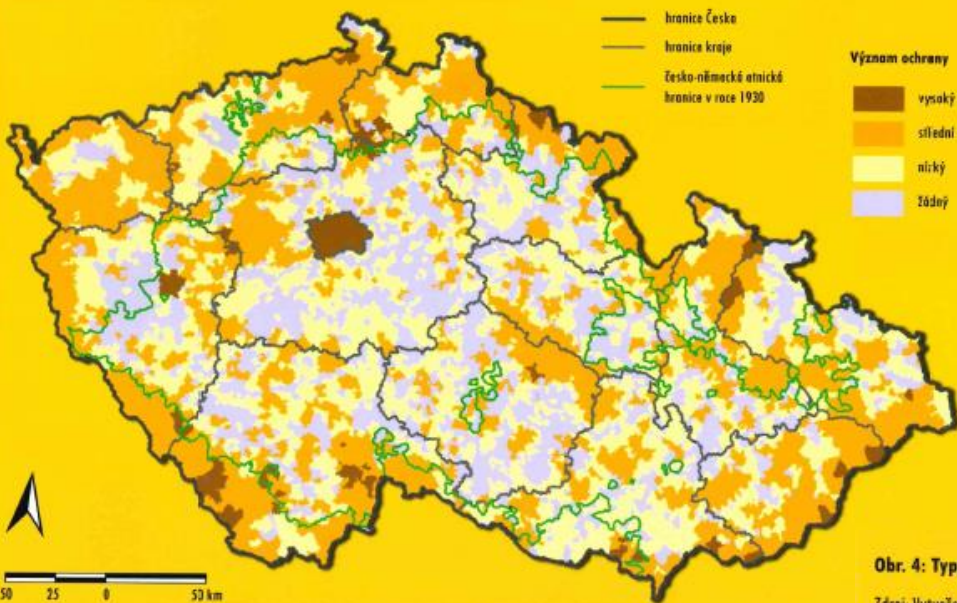 hranice Česka
hranice kraje
česko-německá etnická
hranice v roce 1930
Význam ochrany
vysoký
střední
nízký
žádný
50 25 0 50 km
Obr. 4: Typ
Zdroj: